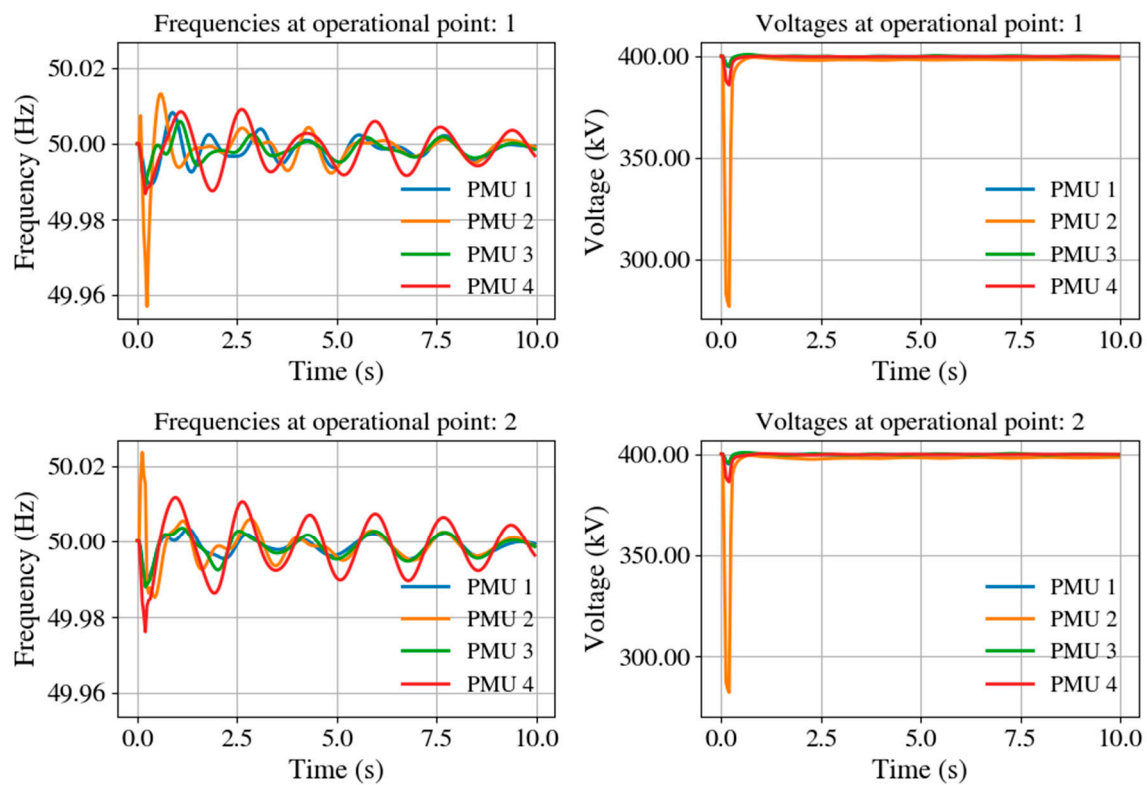 Frequencies at operational point: 1
50.02
50.00
49.98
49.96
Frequency (Hz)
PMU 1
PMU 2
PMU 3
PMU 4
0.0 2.5 5.0 7.5 10.0
Time (s)
Voltages at operational point: 1
400.00
350.00
300.00
Voltage (kV)
PMU 1
PMU 2
PMU 3
PMU 4
0.0 2.5 5.0 7.5 10.0
Time (s)
Frequencies at operational point: 2
50.02
50.00
49.98
49.96
Frequency (Hz)
PMU 1
PMU 2
PMU 3
PMU 4
0.0 2.5 5.0 7.5 10.0
Time (s)
Voltages at operational point: 2
400.00
350.00
300.00
Voltage (kV)
PMU 1
PMU 2
PMU 3
PMU 4
0.0 2.5 5.0 7.5 10.0
Time (s)